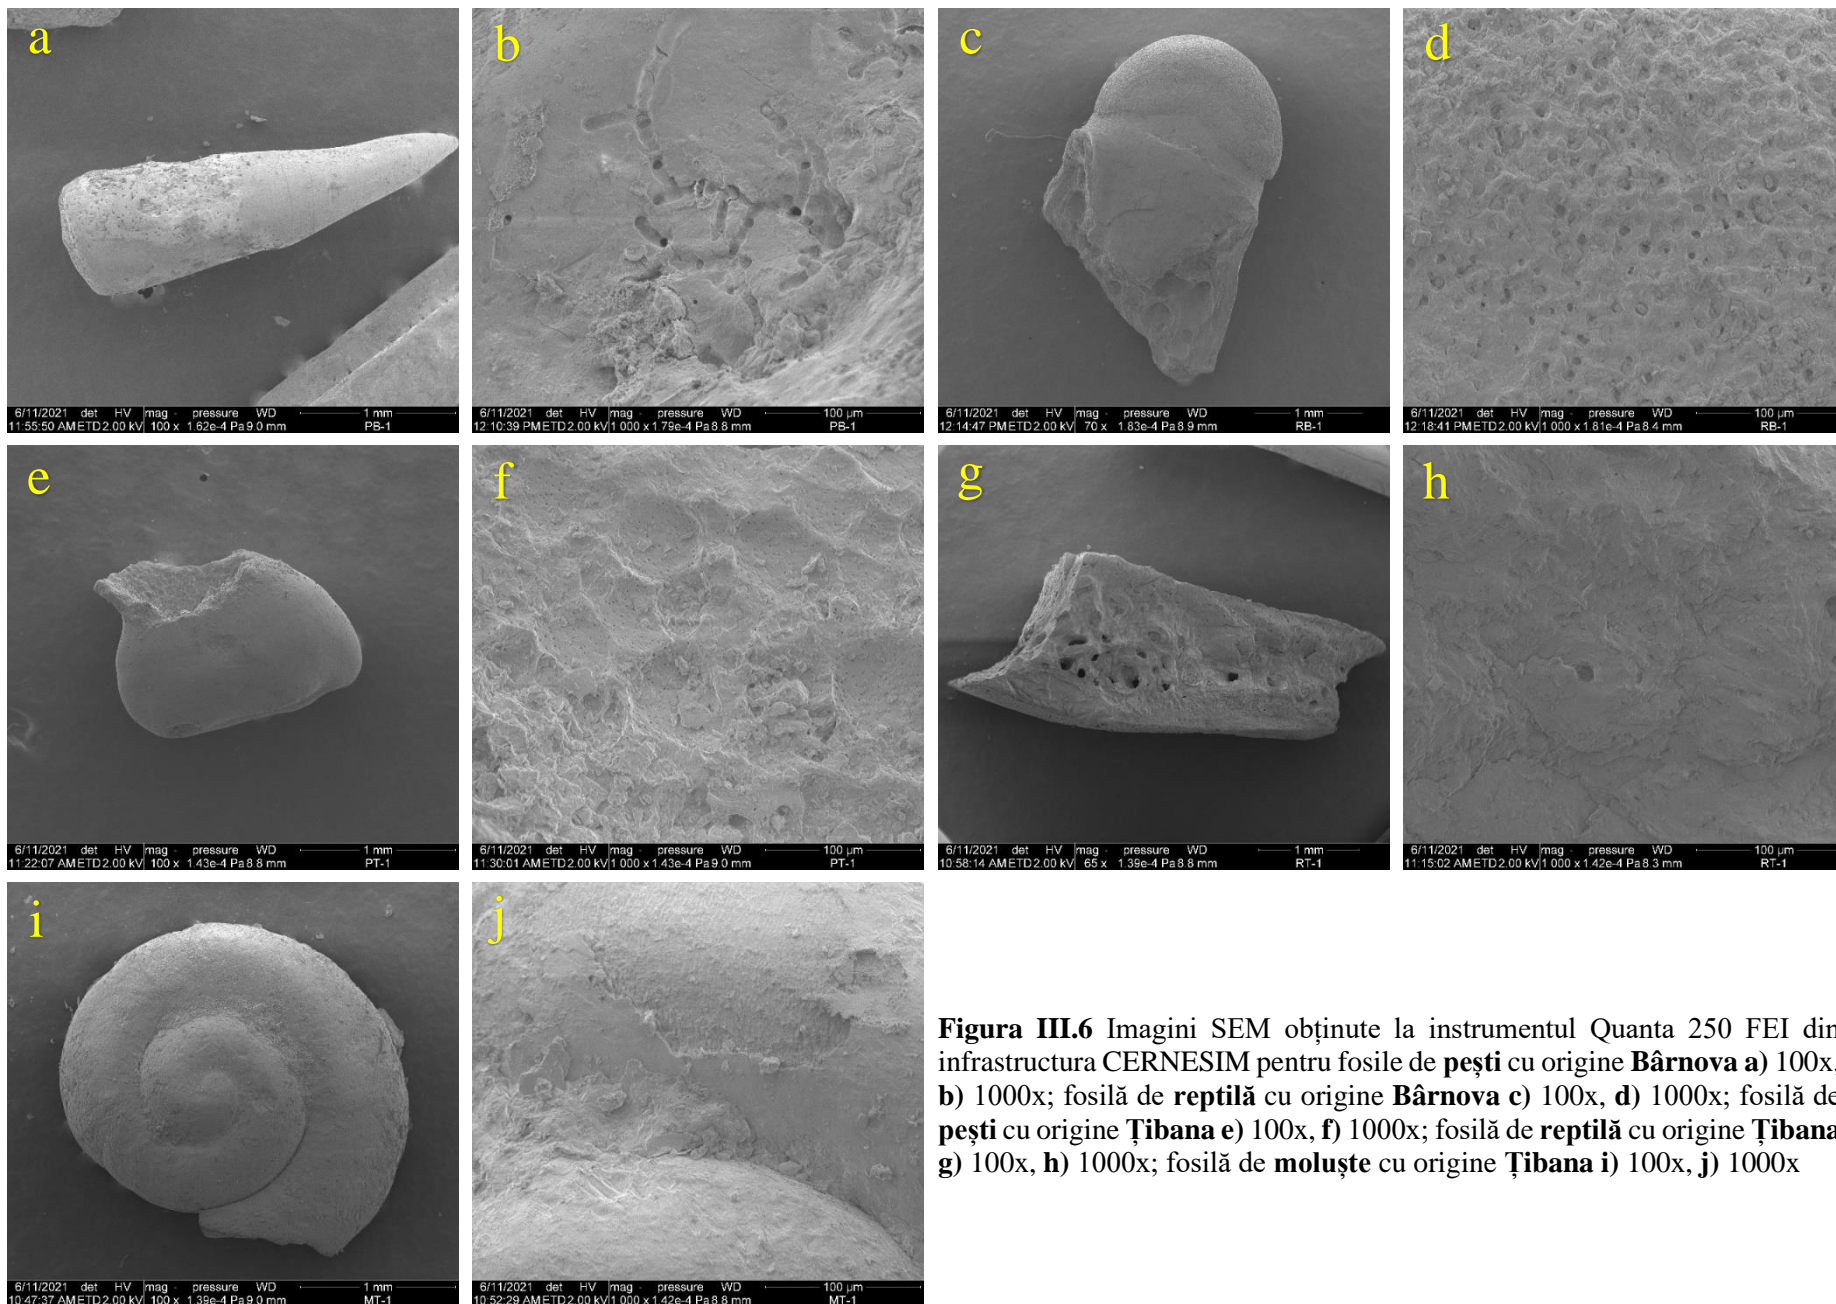 a
b
c
d
6/11/2021 det HV mag - pressure WD 1 mm
11:55:50 AM ETD 2.00 kV 100 x 1.62e-4 Pa 9.0 mm PB-1
6/11/2021 det HV mag - pressure WD 100 µm
12:10:39 PM ETD 2.00 kV 1 000 x 1.79e-4 Pa 8.8 mm PB-1
6/11/2021 det HV mag - pressure WD 1 mm
12:14:47 PM ETD 2.00 kV 70 x 1.83e-4 Pa 8.9 mm RB-1
6/11/2021 det HV mag - pressure WD 100 µm
12:18:41 PM ETD 2.00 kV 1 000 x 1.81e-4 Pa 8.4 mm RB-1
e
f
g
h
6/11/2021 det HV mag - pressure WD 1 mm
11:22:07 AM ETD 2.00 kV 100 x 1.43e-4 Pa 8.8 mm PT-1
6/11/2021 det HV mag - pressure WD 100 µm
11:30:01 AM ETD 2.00 kV 1 000 x 1.43e-4 Pa 9.0 mm PT-1
6/11/2021 det HV mag - pressure WD 1 mm
10:58:14 AM ETD 2.00 kV 65 x 1.39e-4 Pa 8.8 mm RT-1
6/11/2021 det HV mag - pressure WD 100 µm
11:15:02 AM ETD 2.00 kV 1 000 x 1.42e-4 Pa 8.3 mm RT-1
i
j
6/11/2021 det HV mag - pressure WD 1 mm
10:47:37 AM ETD 2.00 kV 100 x 1.39e-4 Pa 9.0 mm MT-1
6/11/2021 det HV mag - pressure WD 100 µm
10:52:29 AM ETD 2.00 kV 1 000 x 1.42e-4 Pa 8.8 mm MT-1
Figura III.6 Imagini SEM obținute la instrumentul Quanta 250 FEI din
infrastructura CERNESIM pentru fosile de pești cu origine Bârnova a) 100x,
b) 1000x; fosilă de reptilă cu origine Bârnova c) 100x, d) 1000x; fosilă de
pești cu origine Țibana e) 100x, f) 1000x; fosilă de reptilă cu origine Țibana
g) 100x, h) 1000x; fosilă de moluște cu origine Țibana i) 100x, j) 1000x